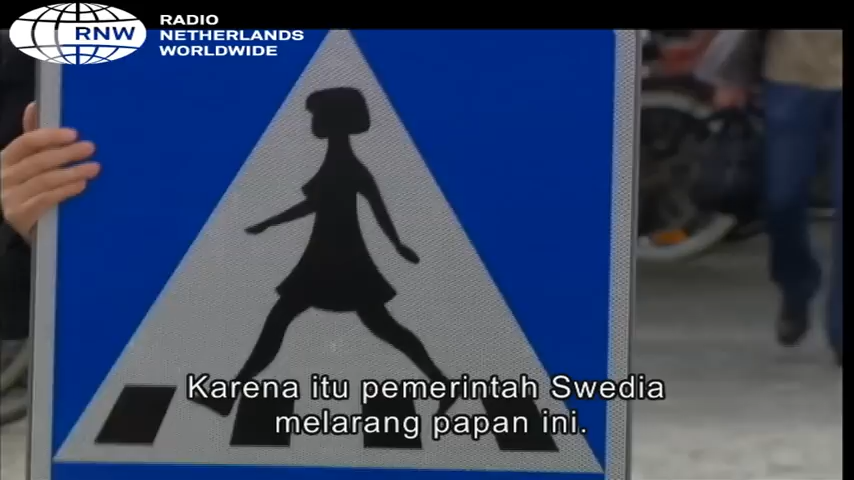 RNW
RADIO
NETHERLANDS
WORLDWIDE
Karena itu pemerintah Swedia
melarang papan ini.